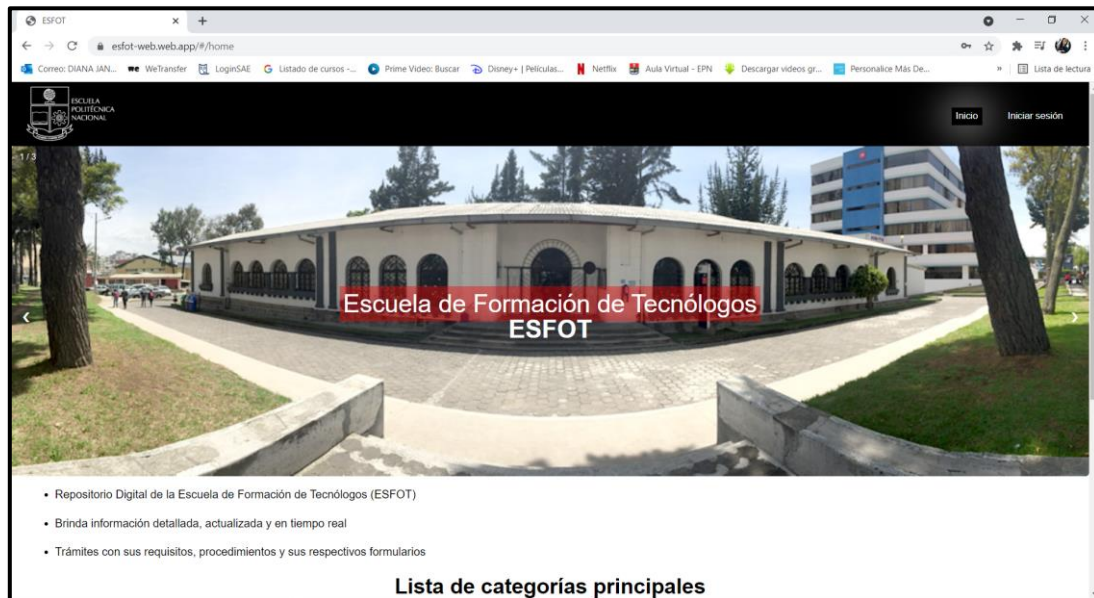 ESFOT
esfot-web.web.app/#/home
Correo: DIANA JAN... WeTransfer LoginSAE Listado de cursos -... Prime Video: Buscar Disney+ | Películas... Netflix Aula Virtual - EPN Descargar videos gr... Personalice Más De... » Lista de lectura
ESCUELA
POLITÉCNICA
NACIONAL
Inicio Iniciar sesión
1 / 3
Escuela de Formación de Tecnólogos
ESFOT
• Repositorio Digital de la Escuela de Formación de Tecnólogos (ESFOT)
• Brinda información detallada, actualizada y en tiempo real
• Trámites con sus requisitos, procedimientos y sus respectivos formularios
Lista de categorías principales